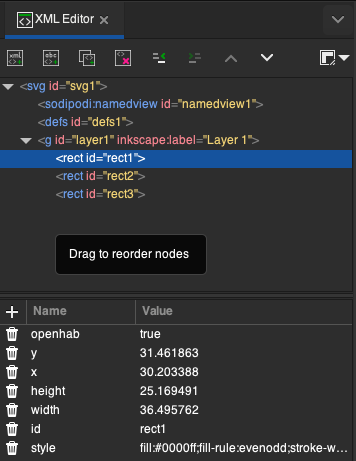 XML Editor
abc
<svg id="svg1">
<sodipodi:namedview id="namedview1">
<defs id="defs1">
<g id="layer1" inkscape:label="Layer 1">
<rect id="rect1">
<rect id="rect2">
<rect id="rect3">
Drag to reorder nodes
Name Value
openhab true
y 31.461863
x 30.203388
height 25.169491
width 36.495762
id rect1
style fill:#0000ff;fill-rule:evenodd;stroke-w...